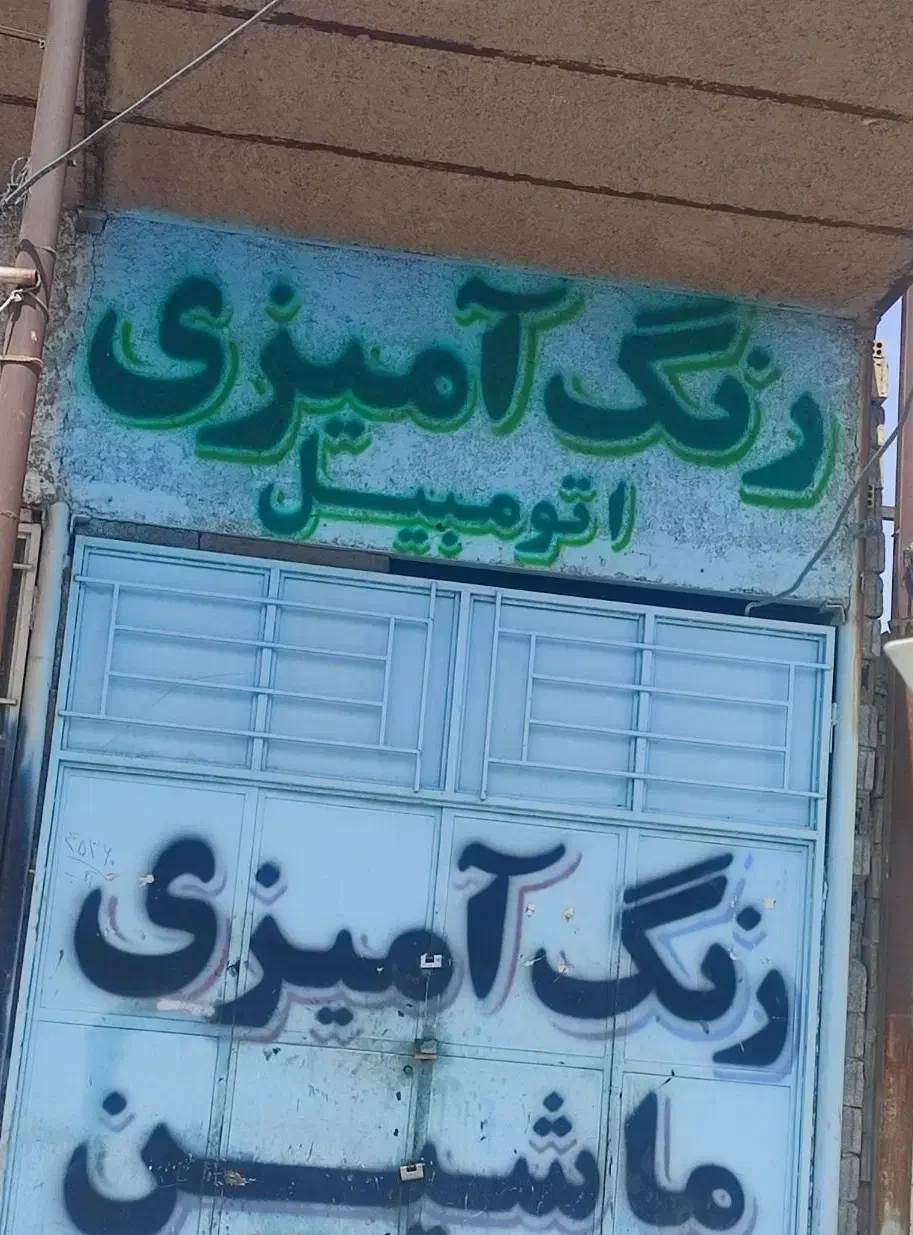 رنگ آمیزی
اتومبیل
رنگ آمیزی
ماشین